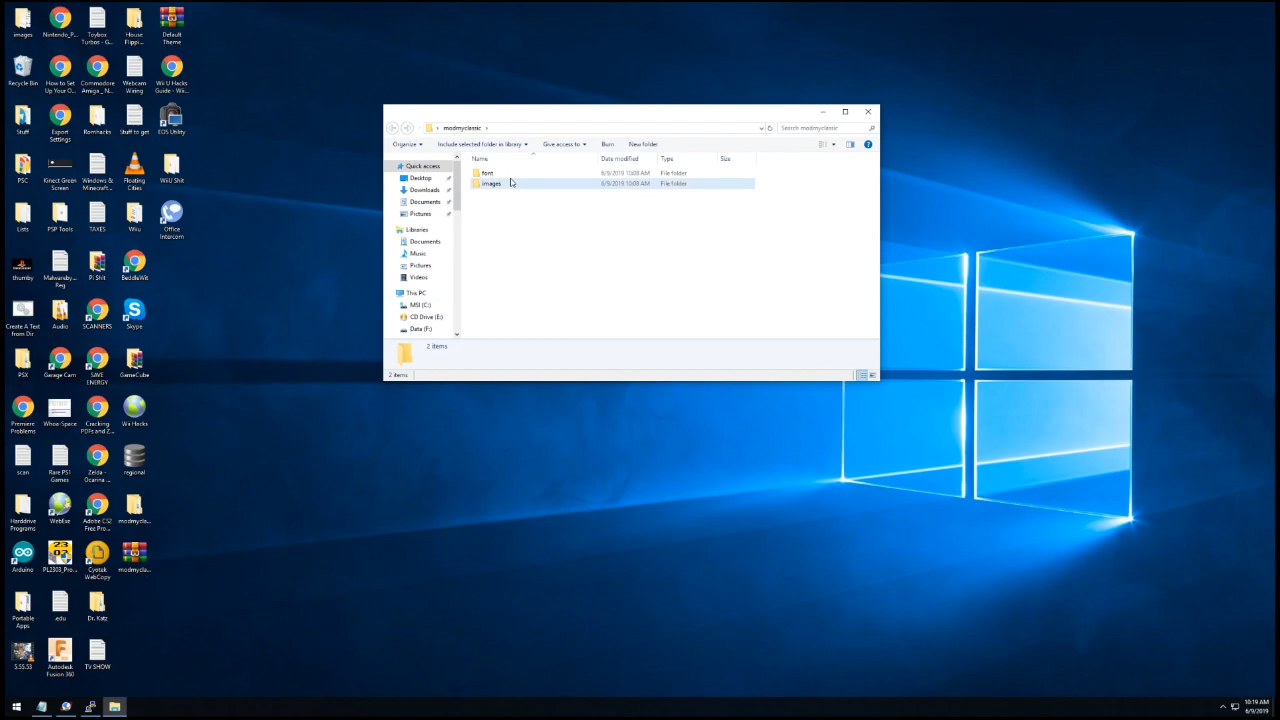 images
Nintendo_P...
Toybox
Turbos - G...
House
Flippi...
Default
Theme
Recycle Bin
How to Set
Up Your O...
Commodore
Amiga _ N...
Webcam
Wiring
Wii U Hacks
Guide - Wii...
Stuff
Export
Settings
Romhacks
Stuff to get
EOS Utility
PSC
Kinect Green
Screen
Windows &
Minecraft...
Floating
Cities
WiiU Shit
Lists
PSP Tools
TAXES
Wiiu
Office
Intercom
thumby
Malwareby...
Reg
Pi Shit
BeddleWit
Create A Text
from Dir
Audio
SCANNERS
Skype
PSX
Garage Cam
SAVE
ENERGY
GameCube
Premiere
Problems
Whoa-Space
Cracking
PDFs and Z...
Wii Hacks
scan
Rare PS1
Games
Zelda -
Ocarina ...
regional
Harddrive
Programs
WebExe
Adobe CS2
Free Pro...
modmycla...
Arduino
PL2303_Pro...
Cyotek
WebCopy
modmycla...
Portable
Apps
.edu
Dr. Katz
5.55.53
Autodesk
Fusion 360
TV SHOW
modmyclassic
Search modmyclassic
Organize
Include selected folder in library
Give access to
Burn
New folder
Name
Date modified
Type
Size
font
6/9/2019 10:08 AM
File folder
images
6/9/2019 10:08 AM
File folder
Quick access
Desktop
Downloads
Documents
Pictures
Libraries
Documents
Music
Pictures
Videos
This PC
MSI (C:)
CD Drive (E:)
Data (F:)
2 items
2 items
10:19 AM
6/9/2019